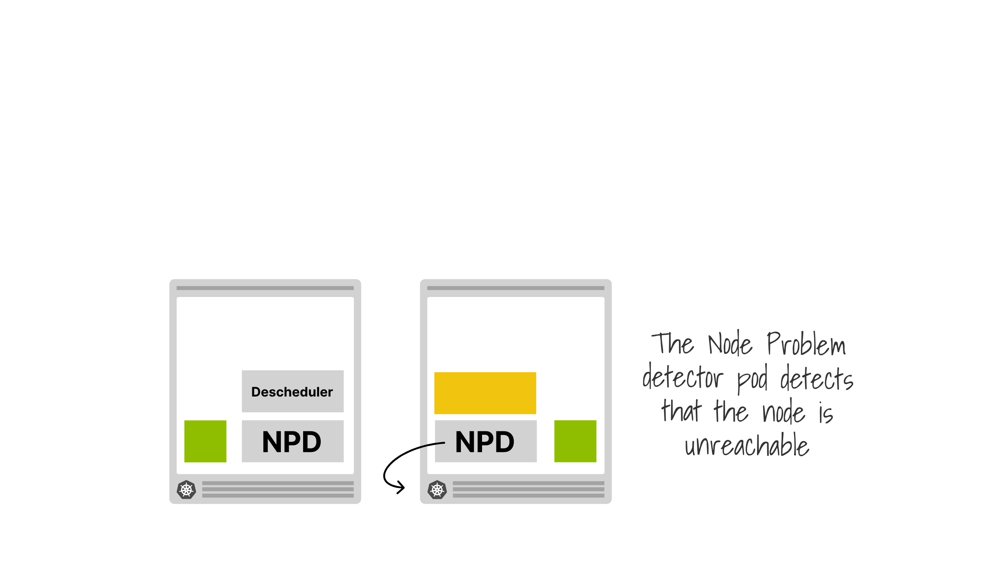 Descheduler
NPD
NPD
The Node Problem
detector pod detects
that the node is
unreachable